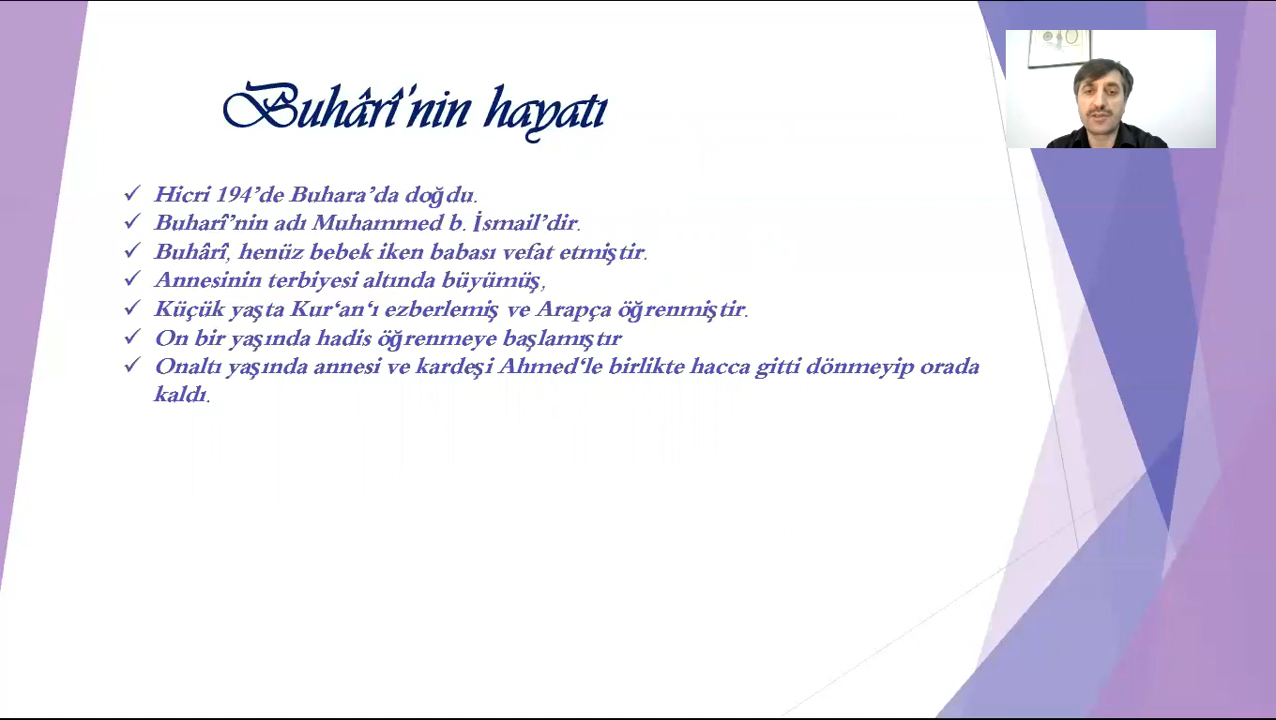 Buhârî'nin hayatı
✓ Hicri 194’de Buhara’da doğdu.
✓ Buharî’nin adı Muhammed b. İsmail’dir.
✓ Buhârî, henüz bebek iken babası vefat etmiştir.
✓ Annesinin terbiyesi altında büyümüş,
✓ Küçük yaşta Kur‘an‘ı ezberlemiş ve Arapça öğrenmiştir.
✓ On bir yaşında hadis öğrenmeye başlamıştır
✓ Onaltı yaşında annesi ve kardeşi Ahmed‘le birlikte hacca gitti dönmeyip orada
kaldı.